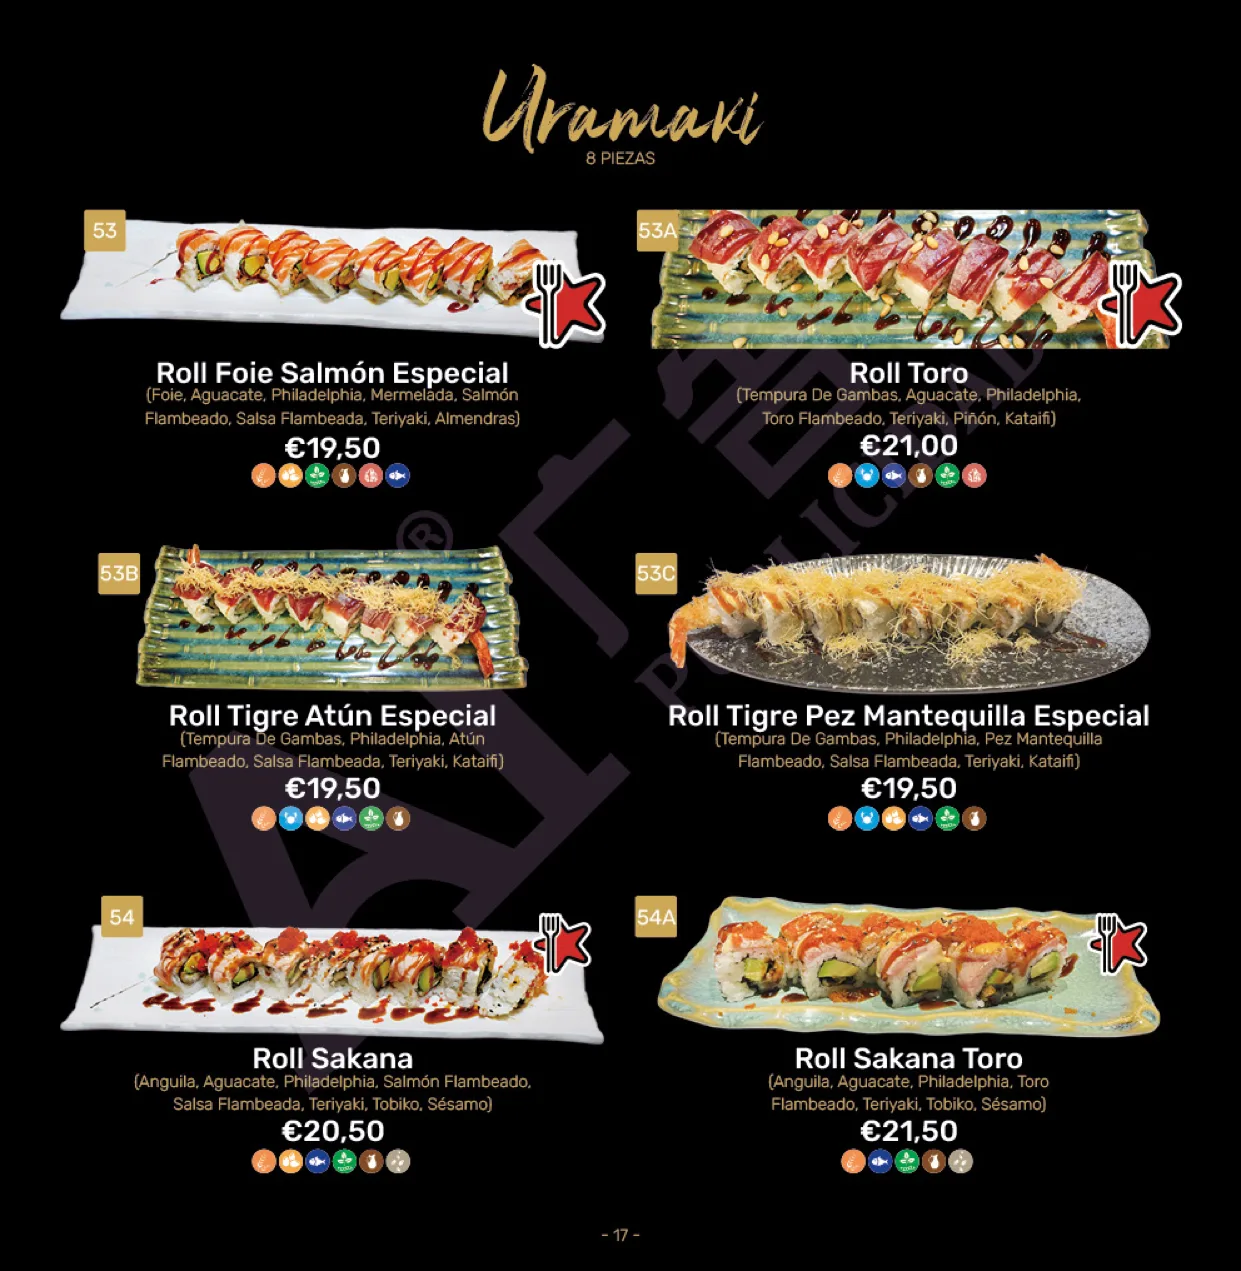 Uramaki
8 PIEZAS
53
Roll Foie Salmón Especial
(Foie, Aguacate, Philadelphia, Mermelada, Salmón
Flambeado, Salsa Flambeada, Teriyaki, Almendras)
€19,50
53A
Roll Toro
(Tempura De Gambas, Aguacate, Philadelphia,
Toro Flambeado, Teriyaki, Piñón, Kataifi)
€21,00
53B
Roll Tigre Atún Especial
(Tempura De Gambas, Philadelphia, Atún
Flambeado, Salsa Flambeada, Teriyaki, Kataifi)
€19,50
53C
Roll Tigre Pez Mantequilla Especial
(Tempura De Gambas, Philadelphia, Pez Mantequilla
Flambeado, Salsa Flambeada, Teriyaki, Kataifi)
€19,50
54
Roll Sakana
(Anguila, Aguacate, Philadelphia, Salmón Flambeado,
Salsa Flambeada, Teriyaki, Tobiko, Sésamo)
€20,50
54A
Roll Sakana Toro
(Anguila, Aguacate, Philadelphia, Toro
Flambeado, Teriyaki, Tobiko, Sésamo)
€21,50
®
PUBLICIDAD
- 17 -